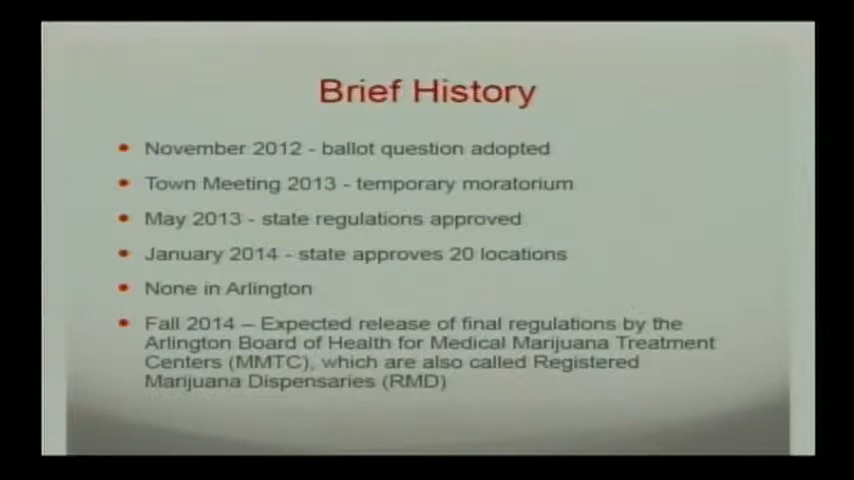 Brief History
• November 2012 - ballot question adopted
• Town Meeting 2013 - temporary moratorium
• May 2013 - state regulations approved
• January 2014 - state approves 20 locations
• None in Arlington
• Fall 2014 – Expected release of final regulations by the
Arlington Board of Health for Medical Marijuana Treatment
Centers (MMTC), which are also called Registered
Marijuana Dispensaries (RMD)